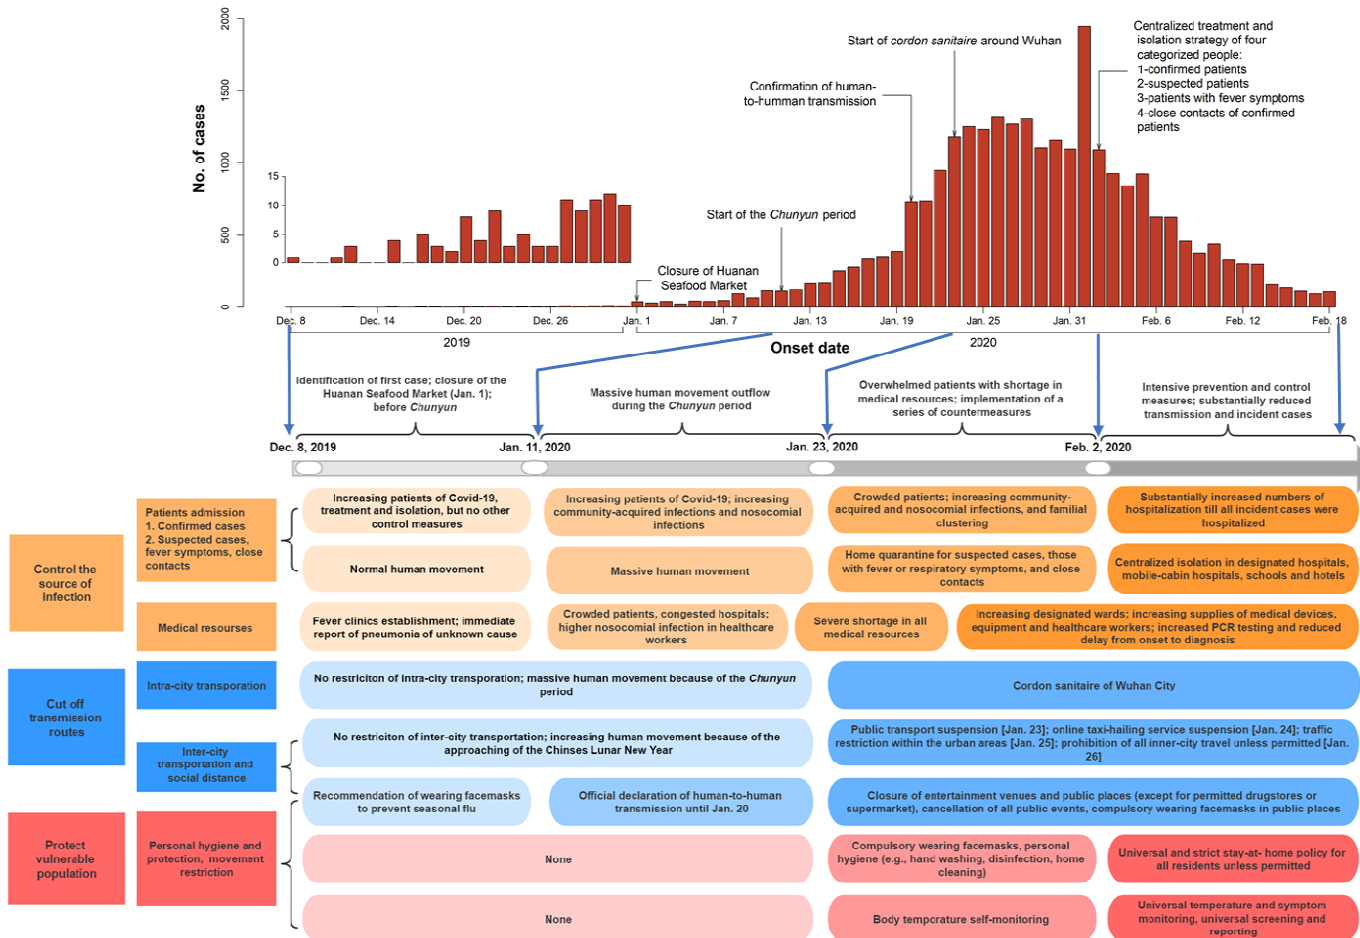 2000
1500
1000
500
0
No. of cases
15
10
5
0
Start of cordon sanitaire around Wuhan
Confirmation of human-
to-humman transmission
Start of the Chunyun period
Closure of Huanan
Seafood Market
Centralized treatment and
isolation strategy of four
categorized people:
1-confirmed patients
2-suspected patients
3-patients with fever symptoms
4-close contacts of confirmed
patients
Dec. 8
Dec. 14
Dec. 20
Dec. 26
Jan. 1
Jan. 7
Jan. 13
Jan. 19
Jan. 25
Jan. 31
Feb. 6
Feb. 12
Feb. 18
2019
Onset date
2020
Identification of first case; closure of the
Huanan Seafood Market (Jan. 1);
before Chunyun
Massive human movement outflow
during the Chunyun period
Overwhelmed patients with shortage in
medical resources; implementation of a
series of countermeasures
Intensive prevention and control
measures; substantially reduced
transmission and incident cases
Dec. 8, 2019
Jan. 11, 2020
Jan. 23, 2020
Feb. 2, 2020
Control the
source of
infection
Patients admission
1. Confirmed cases
2. Suspected cases,
fever symptoms, close
contacts
Increasing patients of Covid-19,
treatment and isolation, but no other
control measures
Increasing patients of Covid-19; increasing
community-acquired infections and nosocomial
infections
Crowded patients; increasing community-
acquired and nosocomial infections, and familial
clustering
Substantially increased numbers of
hospitalization till all incident cases were
hospitalized
Normal human movement
Massive human movement
Home quarantine for suspected cases, those
with fever or respiratory symptoms, and close
contacts
Centralized isolation in designated hospitals,
mobile-cabin hospitals, schools and hotels
Medical resourses
Fever clinics establishment; immediate
report of pneumonia of unknown cause
Crowded patients, congested hospitals;
higher nosocomial infection in healthcare
workers
Severe shortage in all
medical resources
Increasing designated wards; increasing supplies of medical devices,
equipment and healthcare workers; increased PCR testing and reduced
delay from onset to diagnosis
Cut off
transmission
routes
Intra-city transporation
No restriciton of intra-city transporation; massive human movement because of the Chunyun
period
Cordon sanitaire of Wuhan City
Inter-city
transportation and
social distance
No restriciton of inter-city transportation; increasing human movement because of the
approaching of the Chinses Lunar New Year
Public transport suspension [Jan. 23]; online taxi-hailing service suspension [Jan. 24]; traffic
restriction within the urban areas [Jan. 25]; prohibition of all inner-city travel unless permitted [Jan.
26]
Recommendation of wearing facemasks
to prevent seasonal flu
Official declaration of human-to-human
transmission until Jan. 20
Closure of entertainment venues and public places (except for permitted drugstores or
supermarket), cancellation of all public events, compulsory wearing facemasks in public places
Protect
vulnerable
population
Personal hygiene and
protection, movement
restriction
None
Compulsory wearing facemasks, personal
hygiene (e.g., hand washing, disinfection, home
cleaning)
Universal and strict stay-at- home policy for
all residents unless permitted
None
Body temporature self-monitoring
Universal temperature and symptom
monitoring, universal screening and
reporting